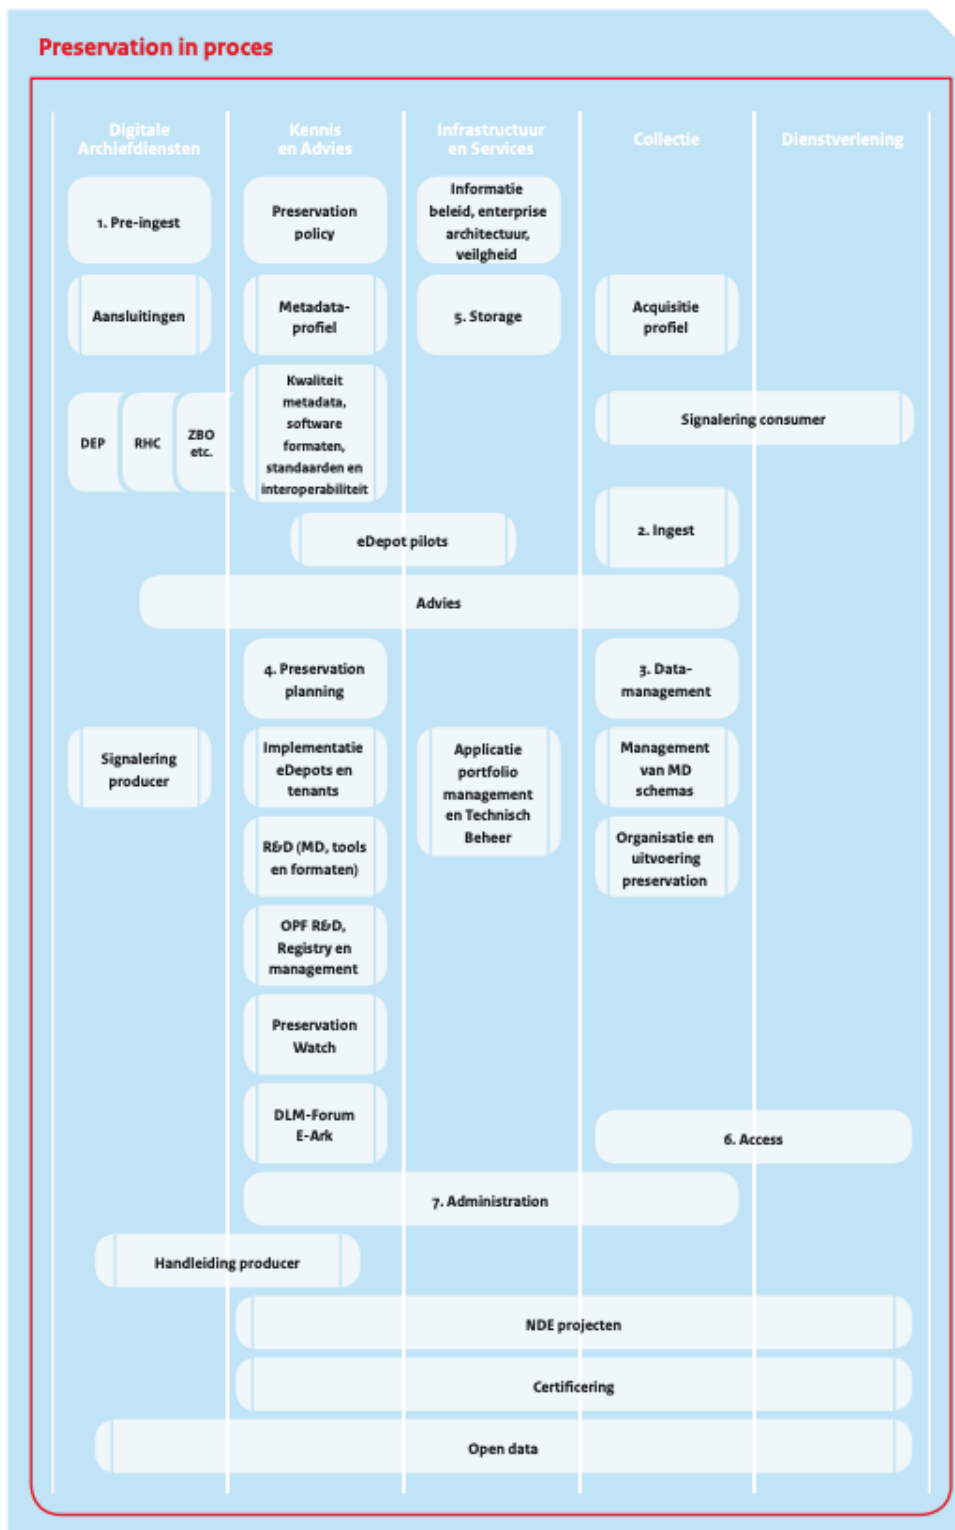 Preservation in proces
Digitale
Archiefdiensten
Kennis
en Advies
Infrastructuur
en Services
Collectie
Dienstverlening
1. Pre-ingest
Preservation
policy
Informatie
beleid, enterprise
architectuur,
veilgheid
Aansluitingen
Metadata-
profiel
5. Storage
Acquisitie
profiel
DEP
RHC
ZBO
etc.
Kwaliteit
metadata,
software
formaten,
standaarden en
interoperabiliteit
Signalering consumer
eDepot pilots
2. Ingest
Advies
4. Preservation
planning
3. Data-
management
Signalering
producer
Implementatie
eDepots en
tenants
Applicatie
portfolio
management
en Technisch
Beheer
Management
van MD
schemas
R&D (MD, tools
en formaten)
Organisatie en
uitvoering
preservation
OPF R&D,
Registry en
management
Preservation
Watch
DLM-Forum
E-Ark
6. Access
7. Administration
Handleiding producer
NDE projecten
Certificering
Open data